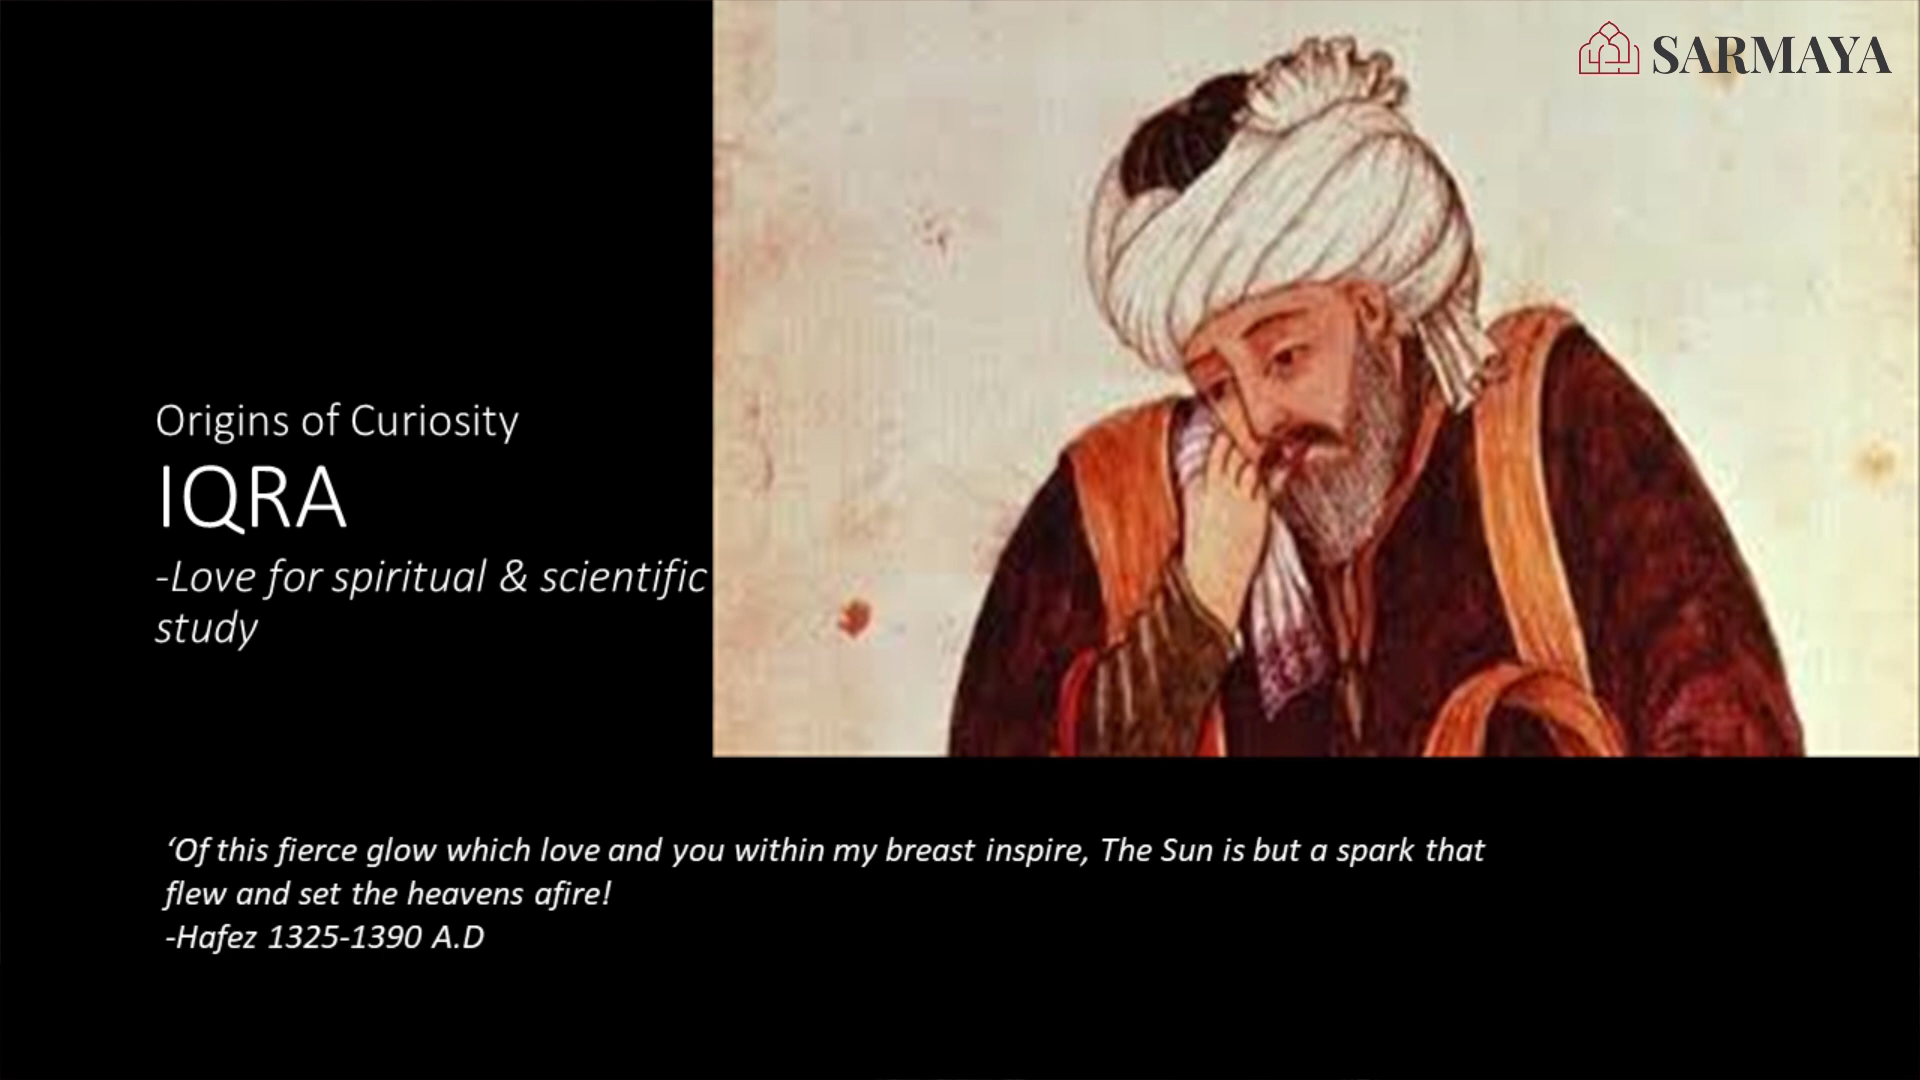 SARMAYA
Origins of Curiosity
IQRA
-Love for spiritual & scientific
study
‘Of this fierce glow which love and you within my breast inspire, The Sun is but a spark that
flew and set the heavens afire!
-Hafez 1325-1390 A.D